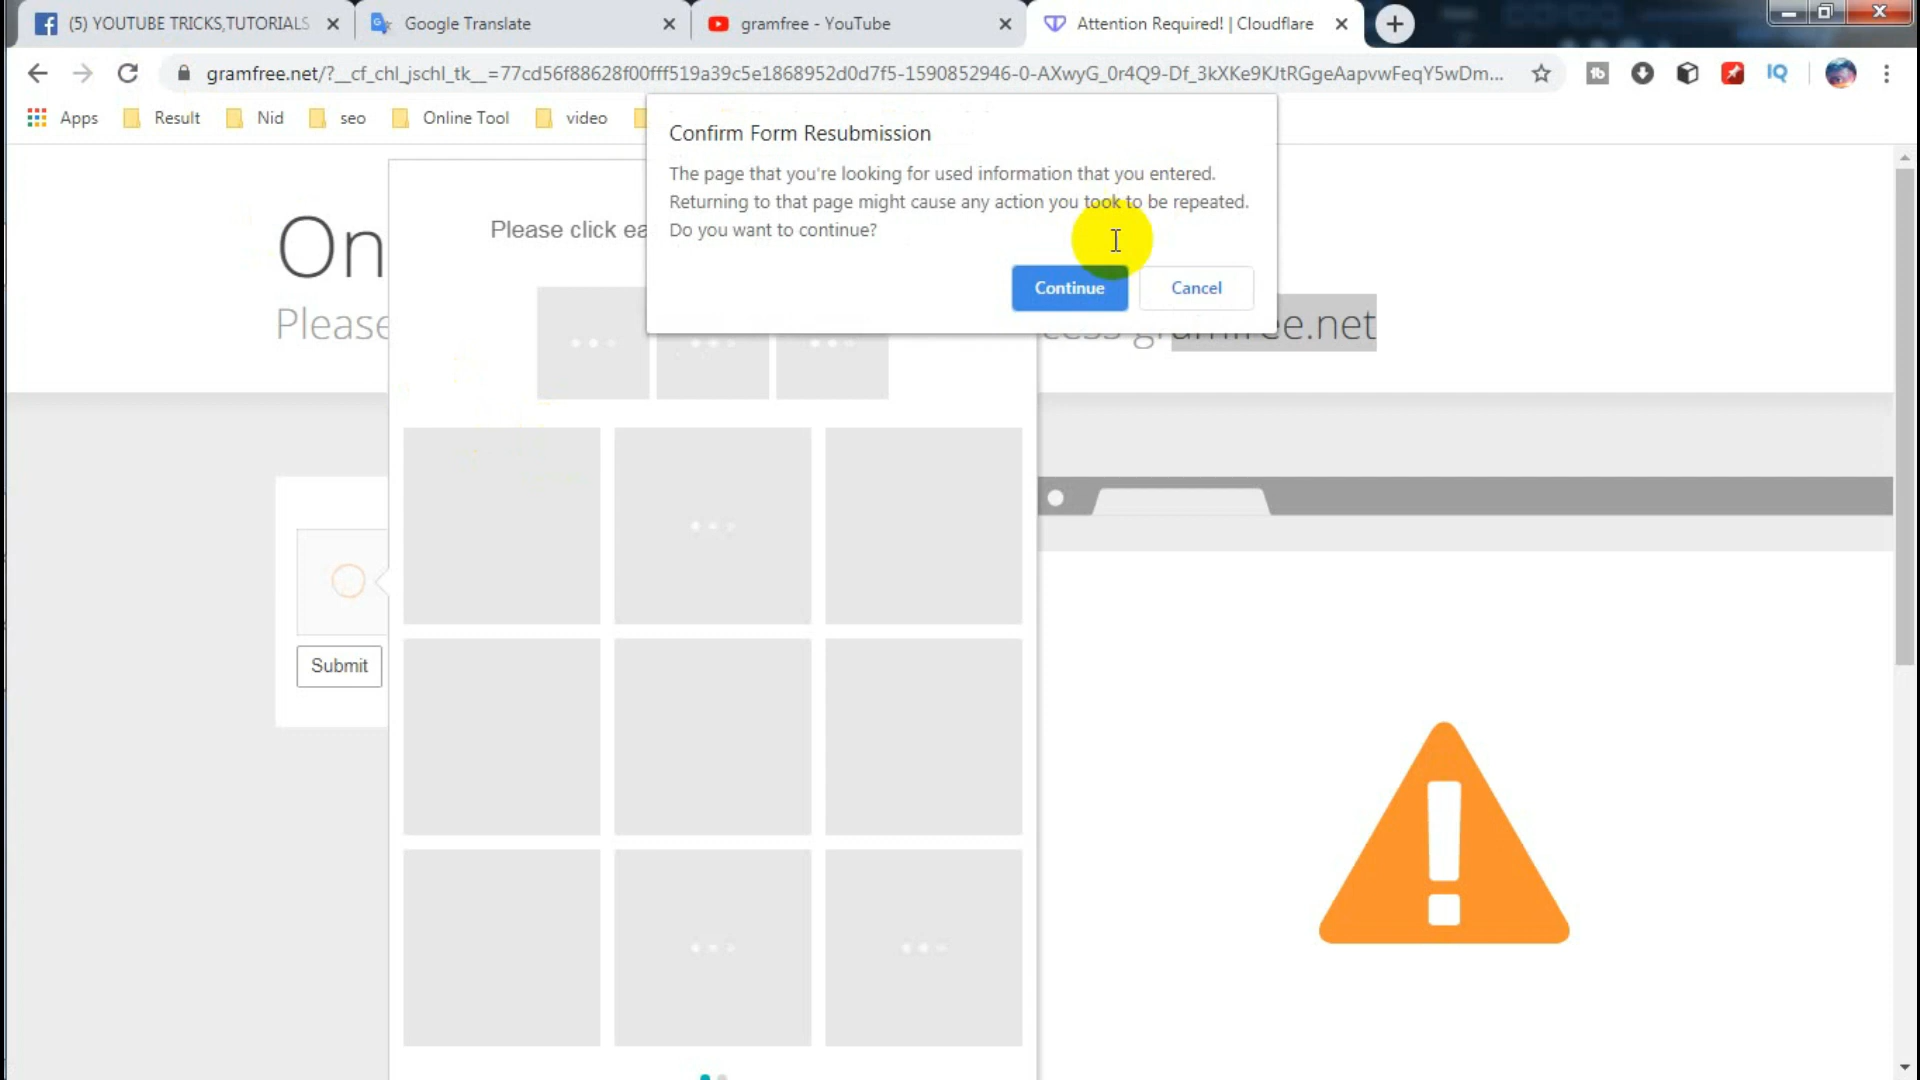 (5) YOUTUBE TRICKS,TUTORIALS
Google Translate
gramfree - YouTube
Attention Required! | Cloudflare
gramfree.net/?__cf_chl_jschl_tk__=77cd56f88628f00fff519a39c5e1868952d0d7f5-1590852946-0-AXwyG_0r4Q9-Df_3kXKe9KJtRGgeAapvwFeqY5wDm...
IQ
Apps
Result
Nid
seo
Online Tool
video
Confirm Form Resubmission
The page that you're looking for used information that you entered.
Returning to that page might cause any action you took to be repeated.
Do you want to continue?
Continue
Cancel
Please click ea
On
Please
cess gramfree.net
Submit